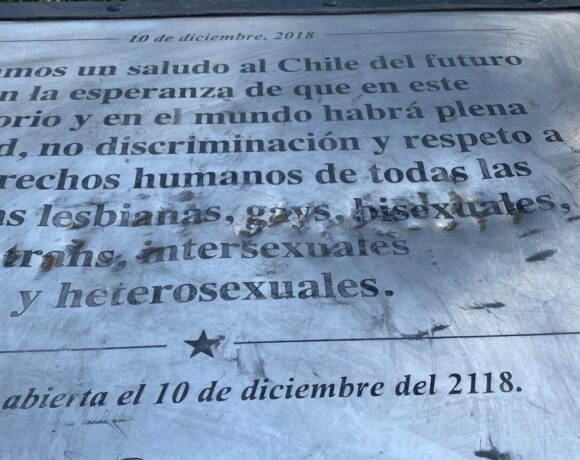 10 de diciembre, 2018
mos un saludo al Chile del futuro
n la esperanza de que en este
orio y en el mundo habrá plena
d, no discriminación y respeto a
rechos humanos de todas las
as lesbianas, gays, bisexuales,
trans, intersexuales
y heterosexuales.
abierta el 10 de diciembre del 2118.